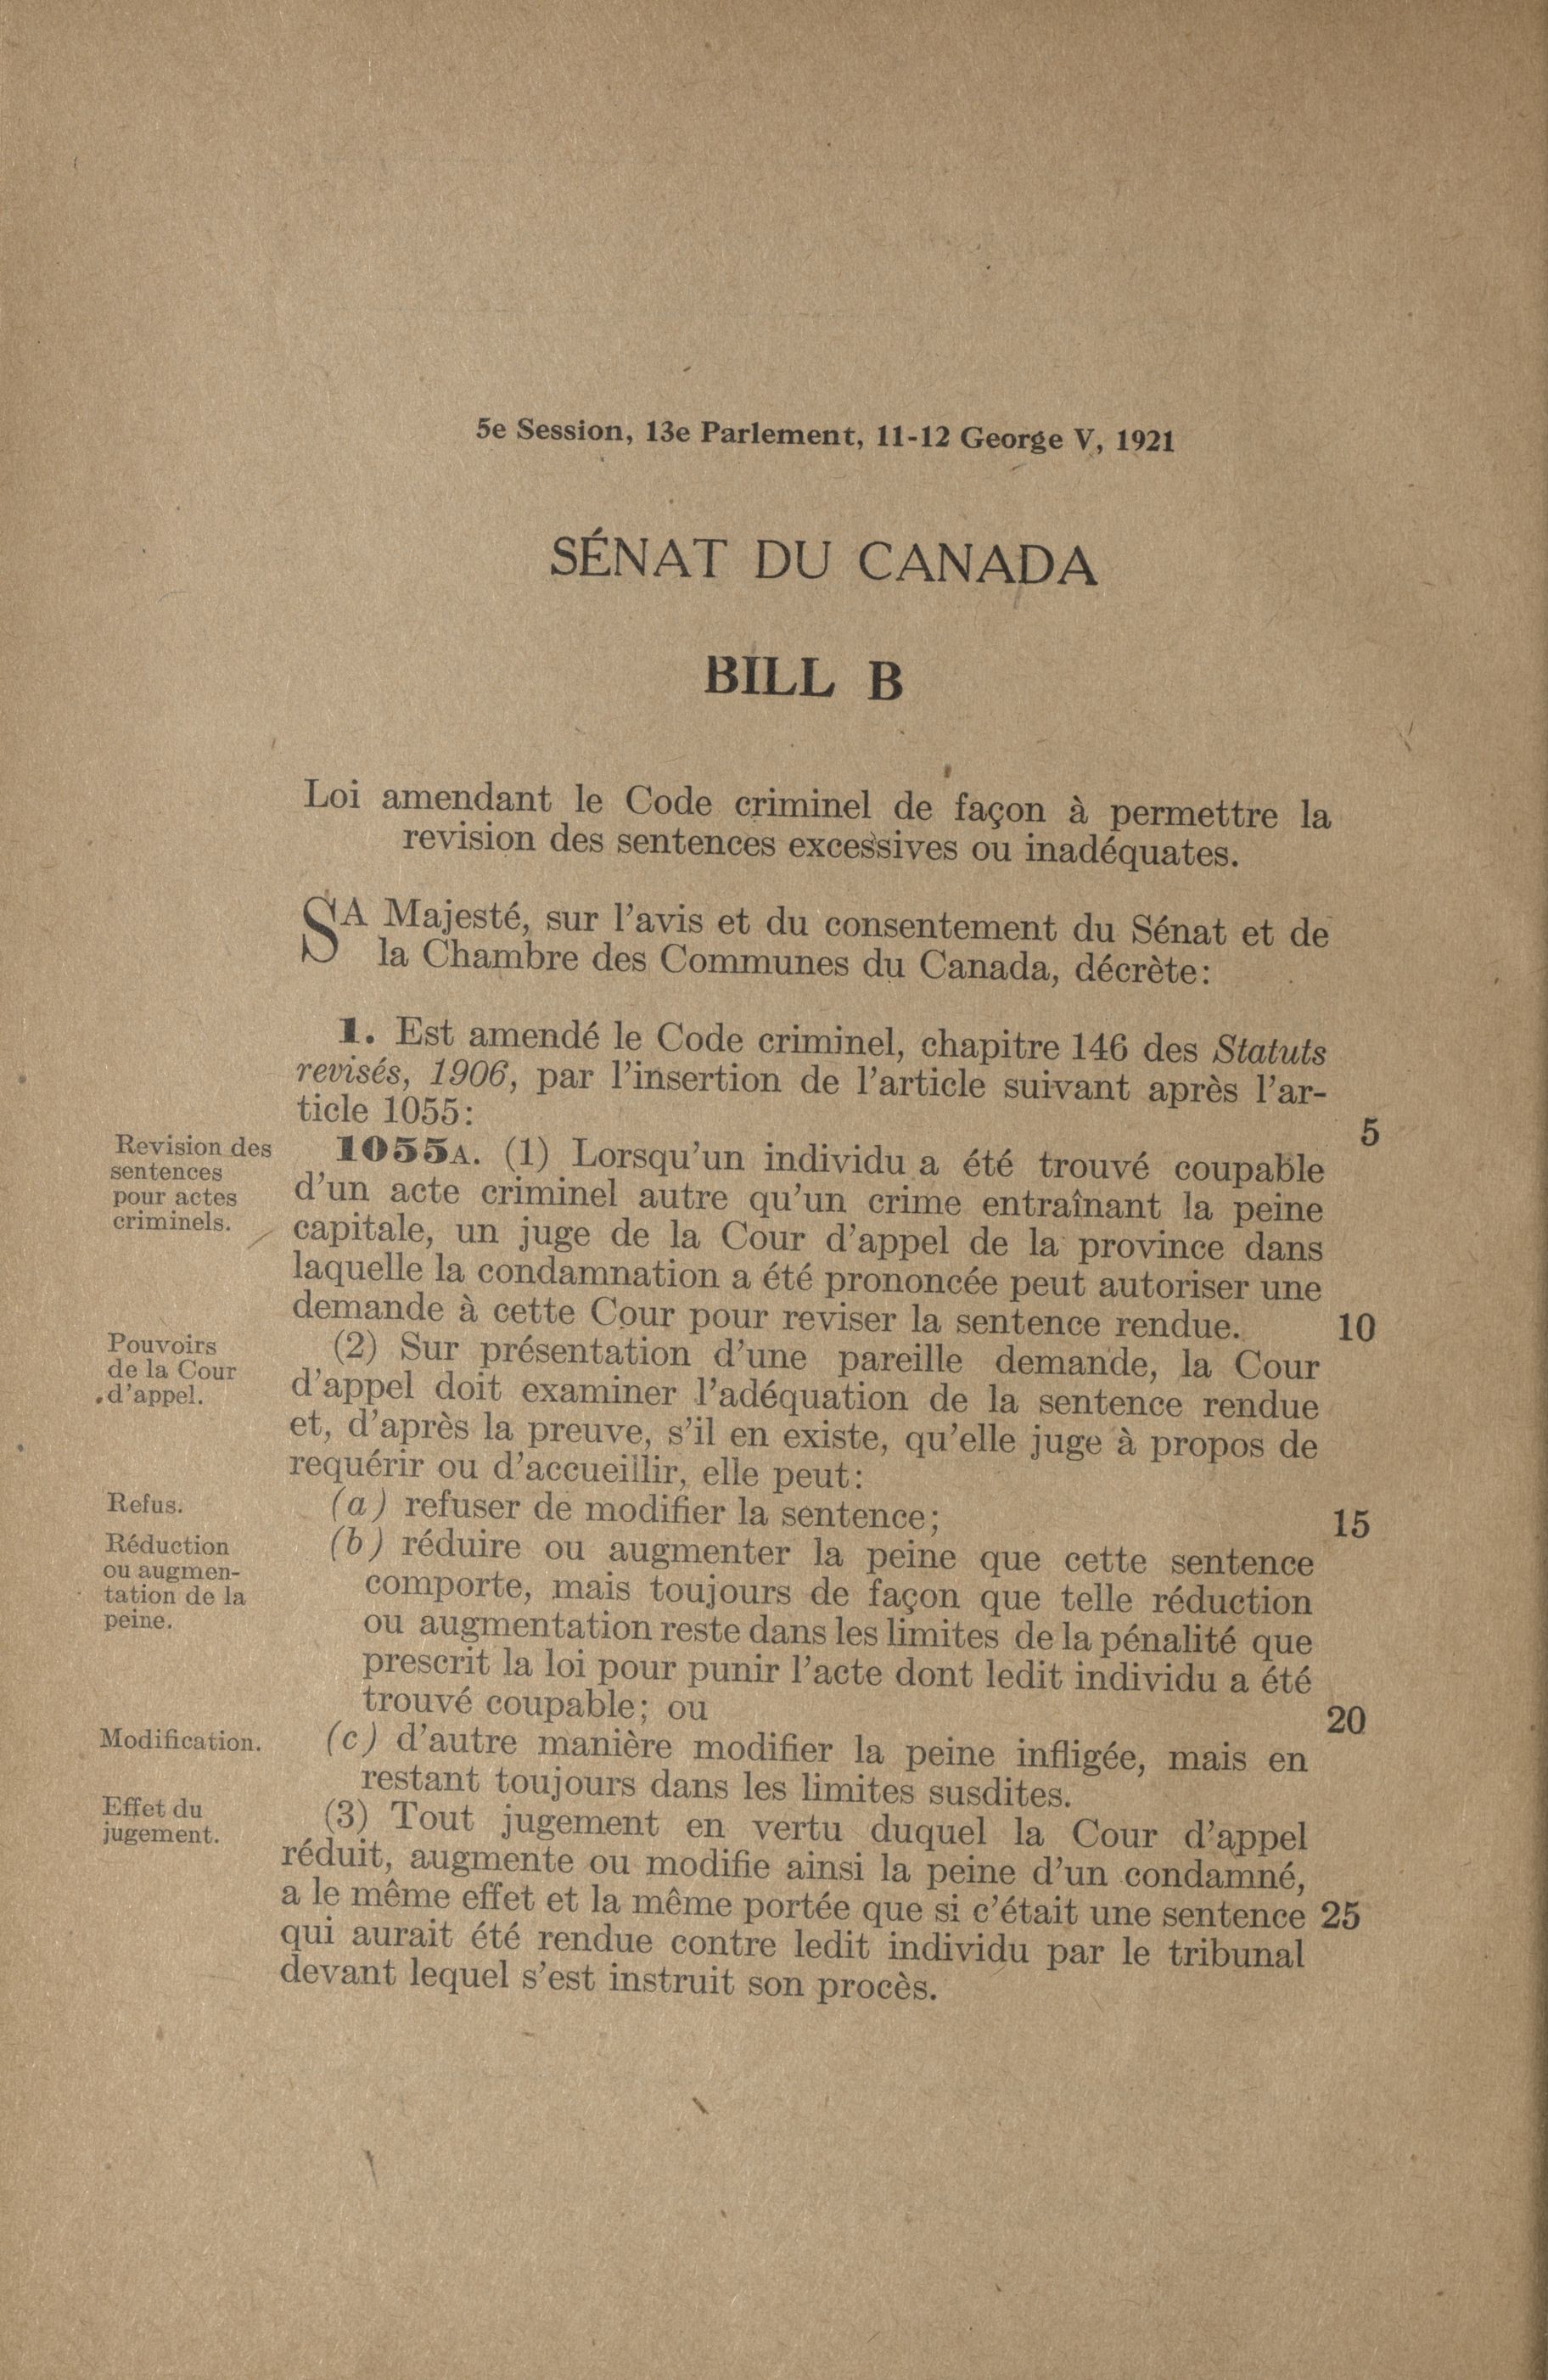 5e Session, 13e Parlement, 11-12 George V, 1921
SÉNAT DU CANADA
BILL B
Loi amendant le Code criminel de façon à permettre la
revision des sentences excessives ou inadéquates.
SA Majesté, sur l'avis et du consentement du Sénat et de
la Chambre des Communes du Canada, décrète:
1. Est amendé le Code criminel, chapitre 146 des Statuts
revisés, 1906, par l'insertion de l'article suivant après l'ar-
ticle 1055:
5
Revision des
sentences
pour actes
criminels.
1055A. (1) Lorsqu'un individu a été trouvé coupable
d'un acte criminel autre qu'un crime entraînant la peine
capitale, un juge de la Cour d'appel de la province dans
laquelle la condamnation a été prononcée peut autoriser une
demande à cette Cour pour reviser la sentence rendue.
10
Pouvoirs
de la Cour
d'appel.
(2) Sur présentation d'une pareille demande, la Cour
d'appel doit examiner l'adéquation de la sentence rendue
et, d'après la preuve, s'il en existe, qu'elle juge à propos de
requérir ou d'accueillir, elle peut:
Refus.
(a) refuser de modifier la sentence;
15
Réduction
ou augmen-
tation de la
peine.
(b) réduire ou augmenter la peine que cette sentence
comporte, mais toujours de façon que telle réduction
ou augmentation reste dans les limites de la pénalité que
prescrit la loi pour punir l'acte dont ledit individu a été
trouvé coupable; ou
20
Modification.
(c) d'autre manière modifier la peine infligée, mais en
restant toujours dans les limites susdites.
Effet du
jugement.
(3) Tout jugement en vertu duquel la Cour d'appel
réduit, augmente ou modifie ainsi la peine d'un condamné,
a le même effet et la même portée que si c'était une sentence 25
qui aurait été rendue contre ledit individu par le tribunal
devant lequel s'est instruit son procès.